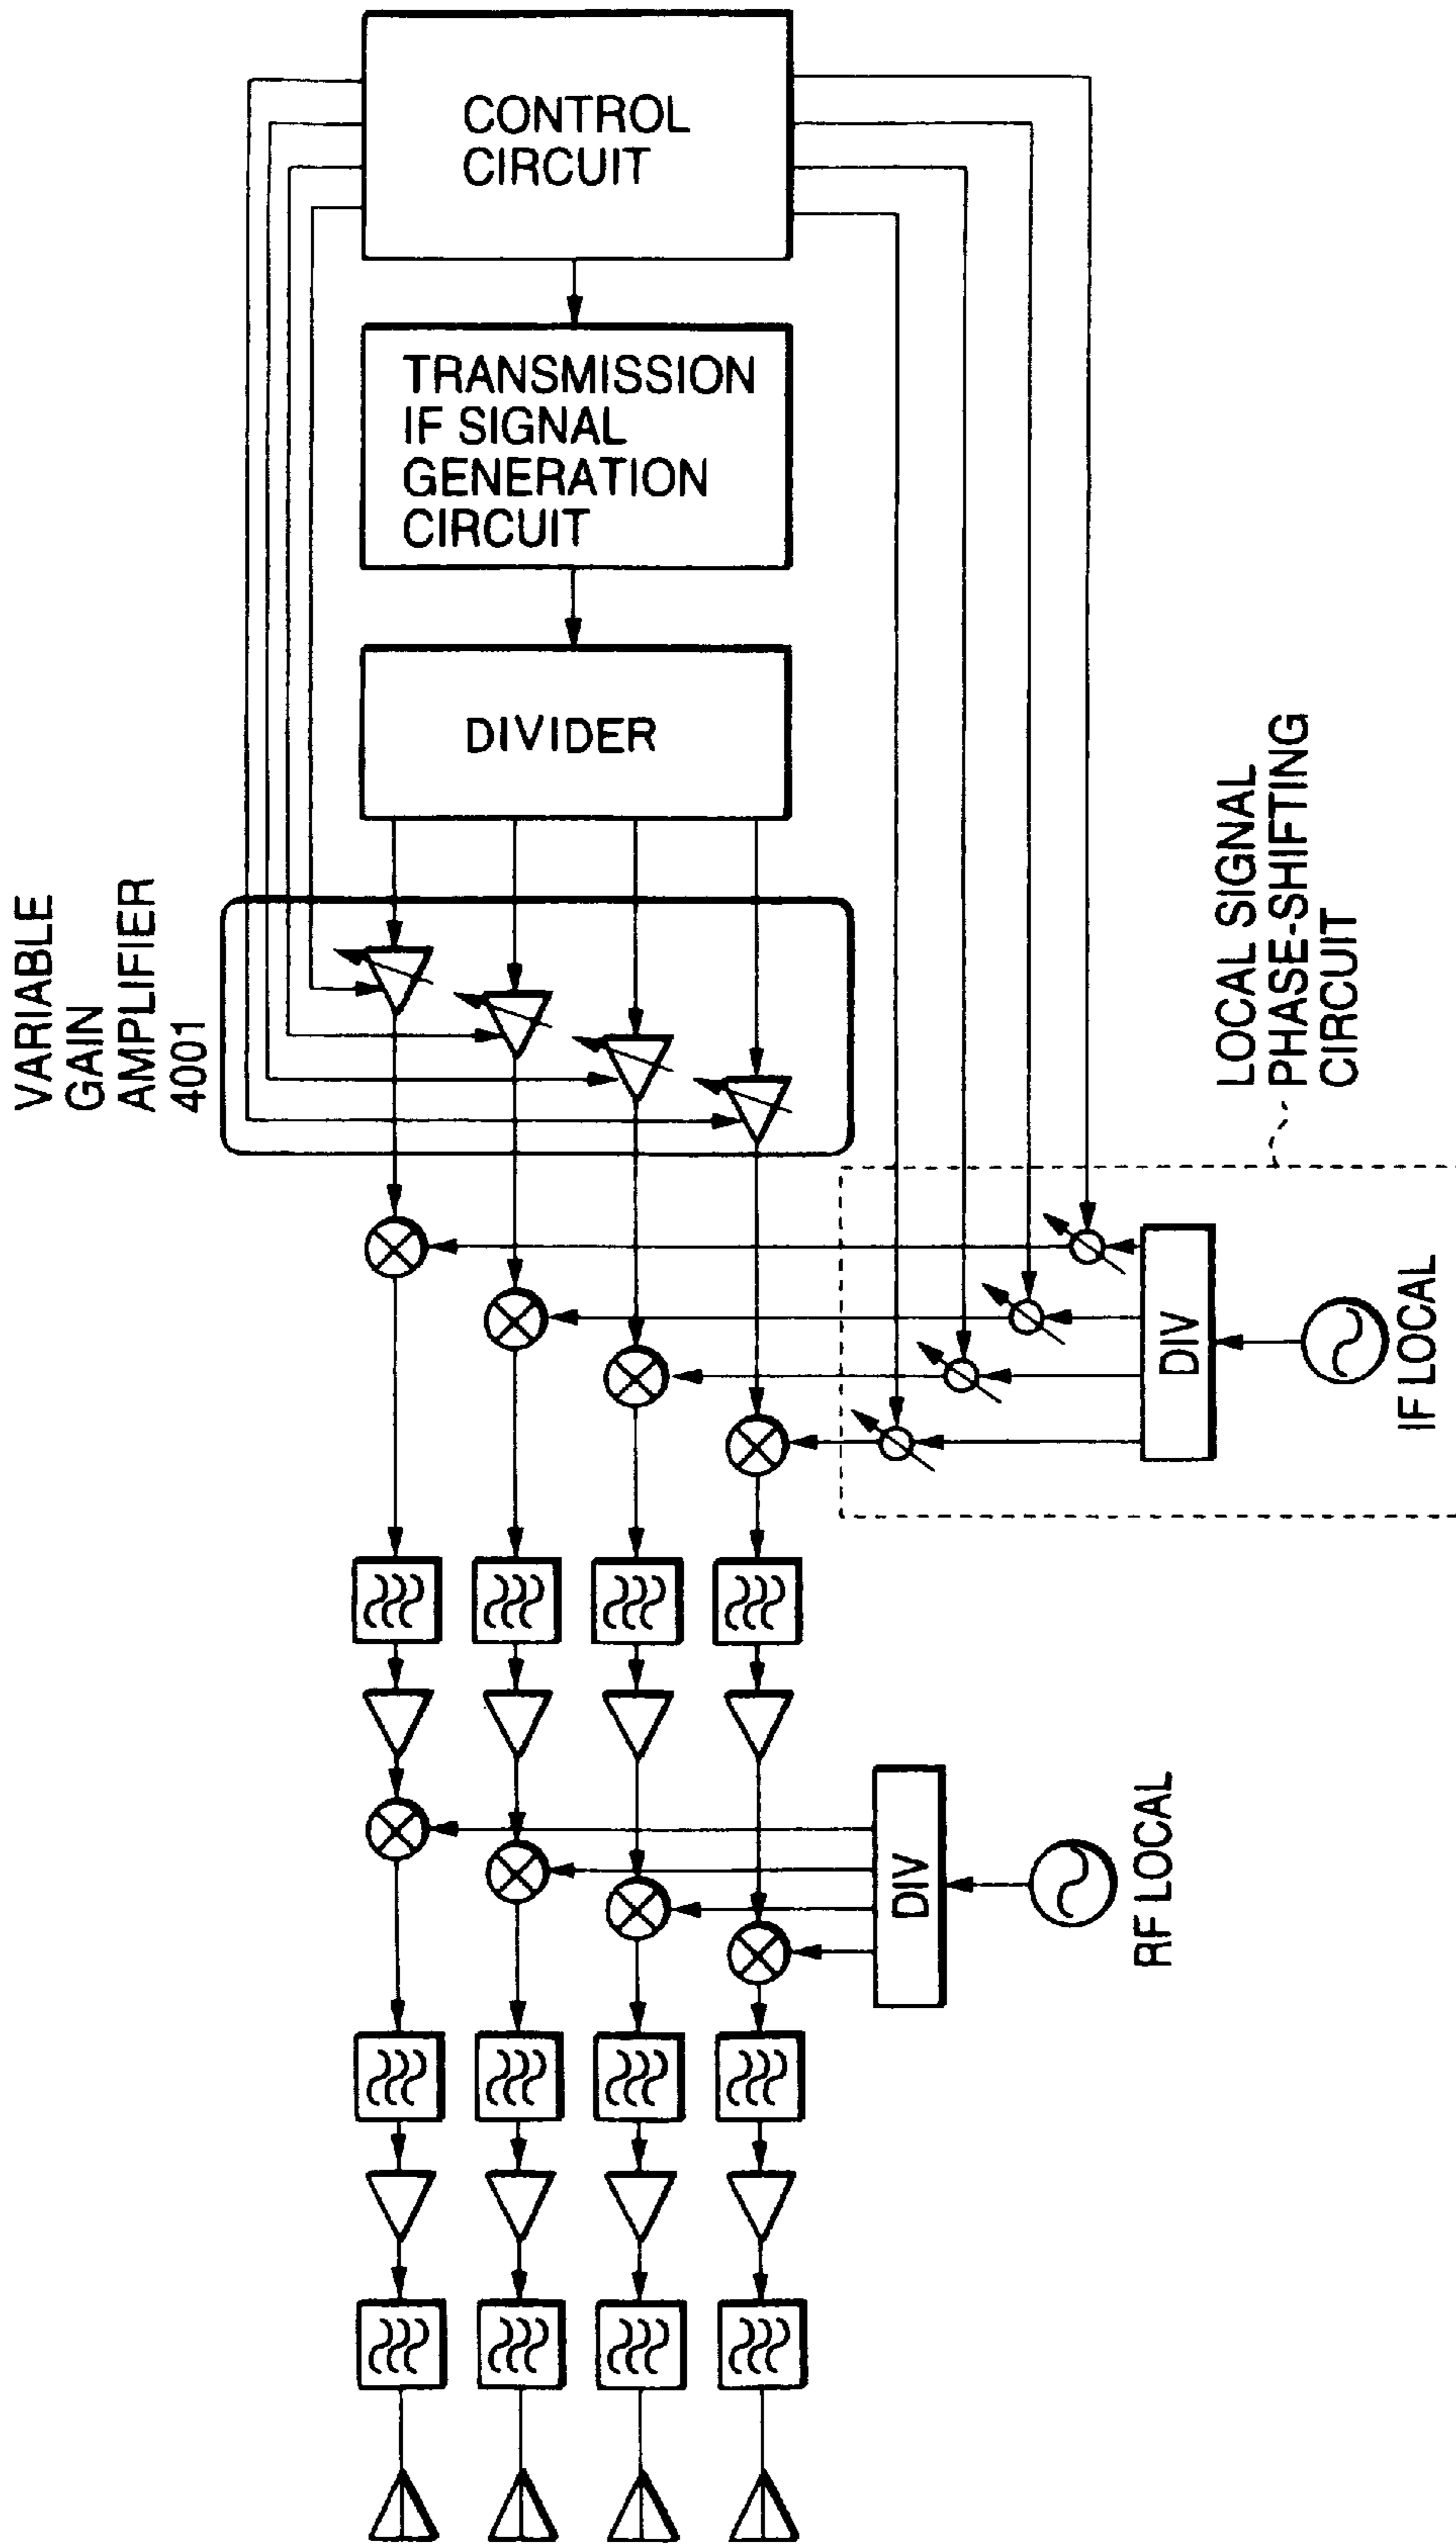 CONTROL
CIRCUIT
TRANSMISSION
IF SIGNAL
GENERATION
CIRCUIT
DIVIDER
VARIABLE
GAIN
AMPLIFIER
4001
LOCAL SIGNAL
PHASE-SHIFTING
CIRCUIT
DIV
IF LOCAL
DIV
RF LOCAL